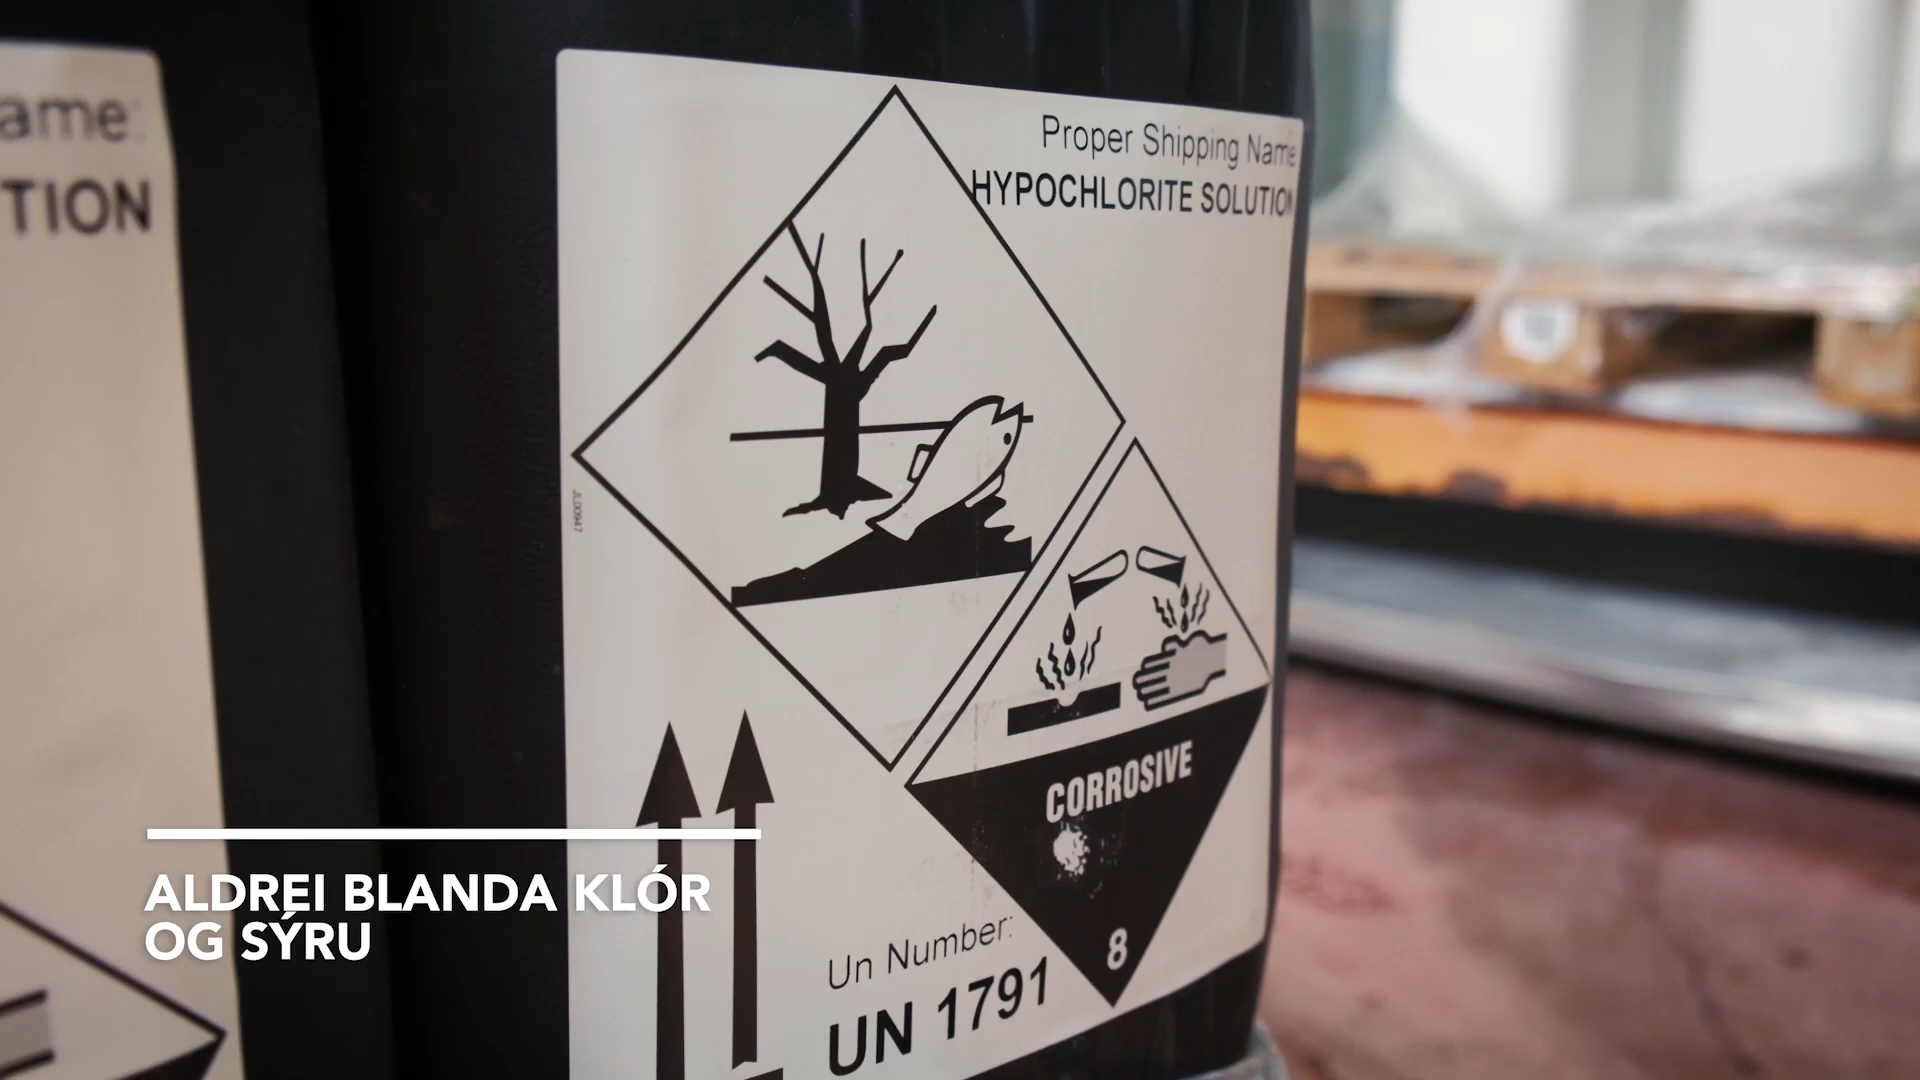 ame:
TION
Proper Shipping Name
HYPOCHLORITE SOLUTION
CORROSIVE
8
Un Number:
UN 1791
ALDREI BLANDA KLÓR
OG SÝRU